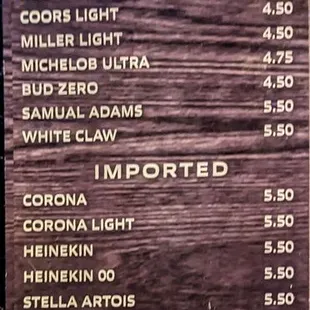 COORS LIGHT 4.50
MILLER LIGHT 4.50
MICHELOB ULTRA 4.75
BUD ZERO 4.50
SAMUAL ADAMS 5.50
WHITE CLAW 5.50
IMPORTED
CORONA 5.50
CORONA LIGHT 5.50
HEINEKIN 5.50
HEINEKIN 00 5.50
STELLA ARTOIS 5.50